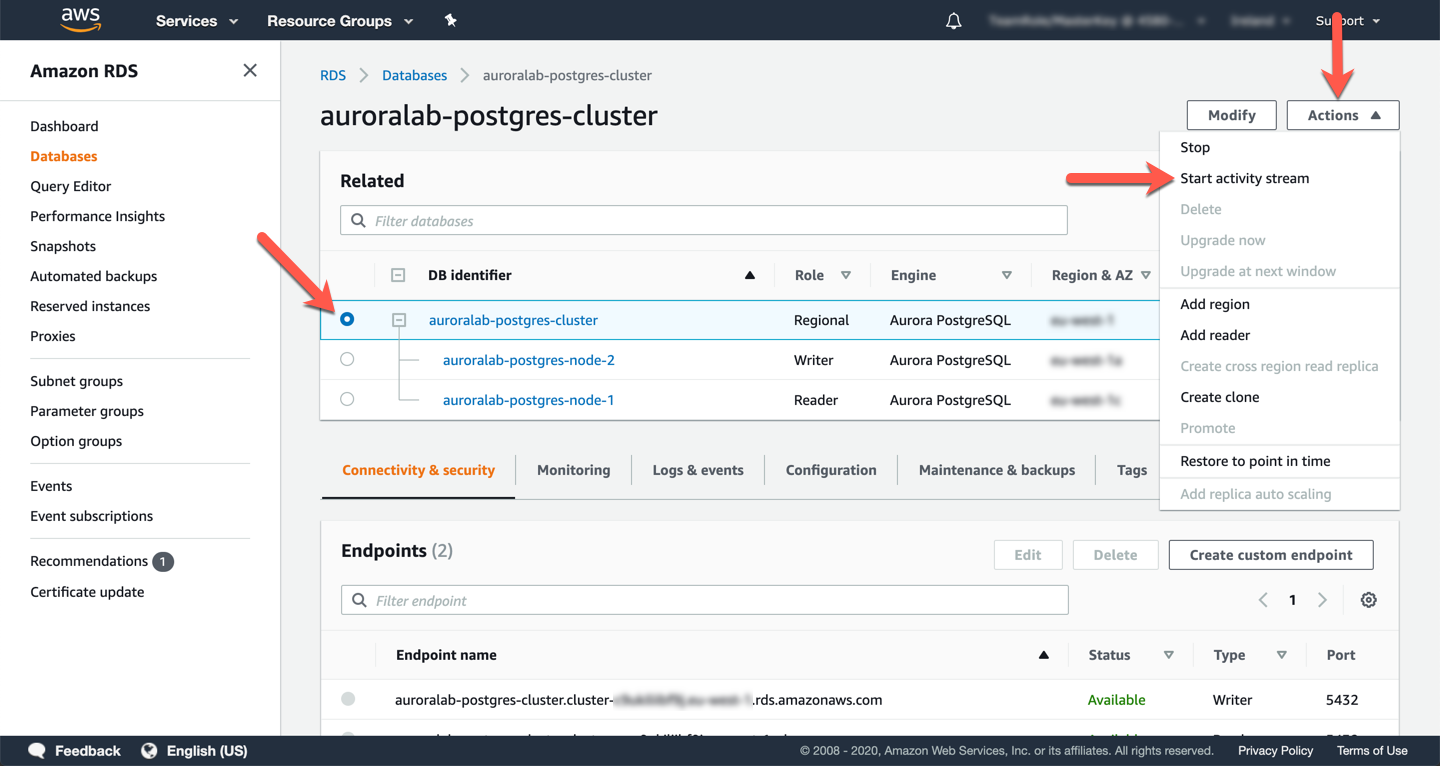 aws Services Resource Groups Support
Amazon RDS
Dashboard
Databases
Query Editor
Performance Insights
Snapshots
Automated backups
Reserved instances
Proxies
Subnet groups
Parameter groups
Option groups
Events
Event subscriptions
Recommendations 1
Certificate update
RDS Databases auroralab-postgres-cluster
auroralab-postgres-cluster
Modify Actions
Stop
Start activity stream
Delete
Upgrade now
Upgrade at next window
Add region
Add reader
Create cross region read replica
Create clone
Promote
Restore to point in time
Add replica auto scaling
Related
Filter databases
DB identifier Role Engine Region & AZ
auroralab-postgres-cluster Regional Aurora PostgreSQL
auroralab-postgres-node-2 Writer Aurora PostgreSQL
auroralab-postgres-node-1 Reader Aurora PostgreSQL
Connectivity & security Monitoring Logs & events Configuration Maintenance & backups Tags
Endpoints (2)
Edit Delete Create custom endpoint
Filter endpoint
1
Endpoint name Status Type Port
auroralab-postgres-cluster.cluster- .rds.amazonaws.com Available Writer 5432
Feedback English (US) © 2008 - 2020, Amazon Web Services, Inc. or its affiliates. All rights reserved. Privacy Policy Terms of Use